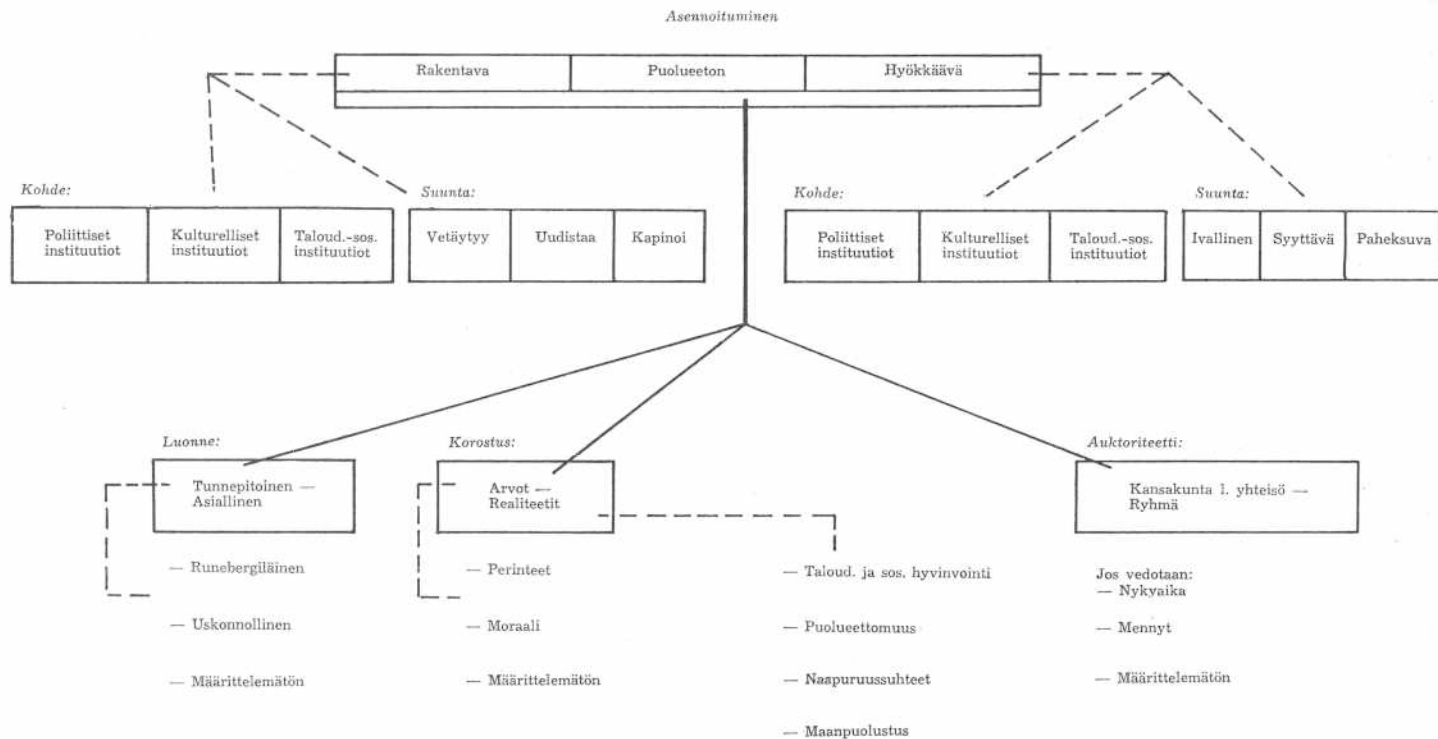 Asennoituminen
Rakentava
Puolueeton
Hyökkäävä
Kohde:
Poliittiset
instituutiot
Kulturelliset
instituutiot
Taloud.-sos.
instituutiot
Suunta:
Vetäytyy
Uudistaa
Kapinoi
Kohde:
Poliittiset
instituutiot
Kulturelliset
instituutiot
Taloud.-sos.
instituutiot
Suunta:
Ivallinen
Syyttävä
Paheksuva
Luonne:
Tunnepitoinen —
Asiallinen
— Runebergiläinen
— Uskonnollinen
— Määrittelemätön
Korostus:
Arvot —
Realiteetit
— Perinteet
— Moraali
— Määrittelemätön
— Taloud. ja sos. hyvinvointi
— Puolueettomuus
— Naapuruussuhteet
— Maanpuolustus
Auktoriteetti:
Kansakunta l. yhteisö —
Ryhmä
Jos vedotaan:
— Nykyaika
— Mennyt
— Määrittelemätön